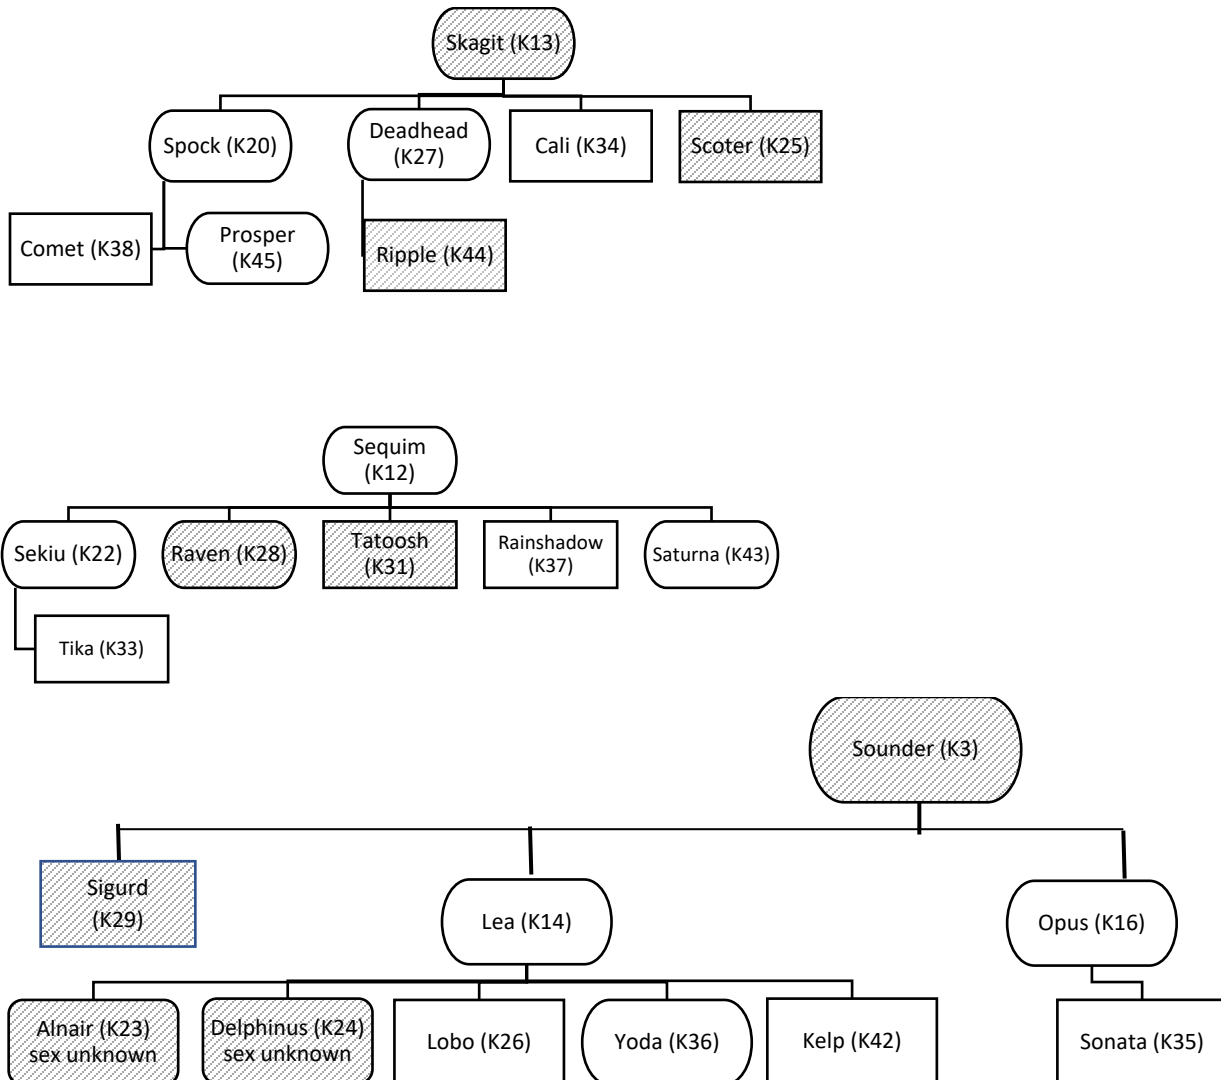 Skagit (K13)
Spock (K20)
Deadhead
(K27)
Cali (K34)
Scoter (K25)
Comet (K38)
Prosper
(K45)
Ripple (K44)
Sequim
(K12)
Sekiu (K22)
Raven (K28)
Tatoosh
(K31)
Rainshadow
(K37)
Saturna (K43)
Tika (K33)
Sounder (K3)
Sigurd
(K29)
Lea (K14)
Opus (K16)
Alnair (K23)
sex unknown
Delphinus (K24)
sex unknown
Lobo (K26)
Yoda (K36)
Kelp (K42)
Sonata (K35)